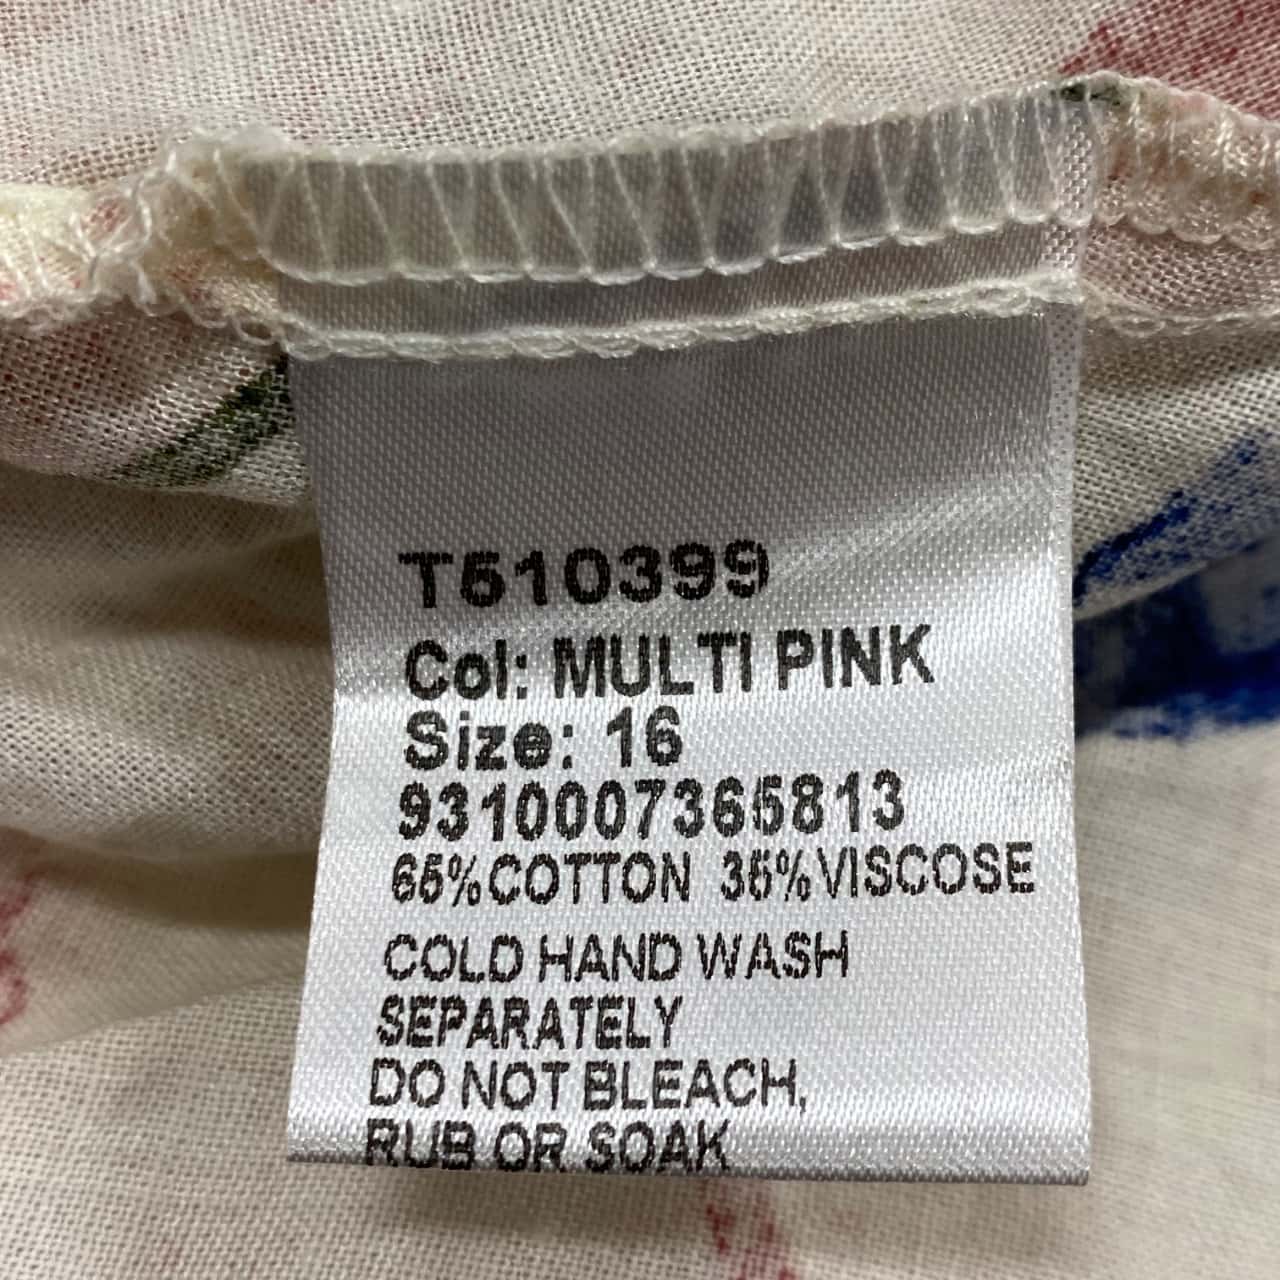 T510399
Col: MULTI PINK
Size: 16
9310007365813
65%COTTON 35%VISCOSE
COLD HAND WASH
SEPARATELY
DO NOT BLEACH,
RUB OR SOAK